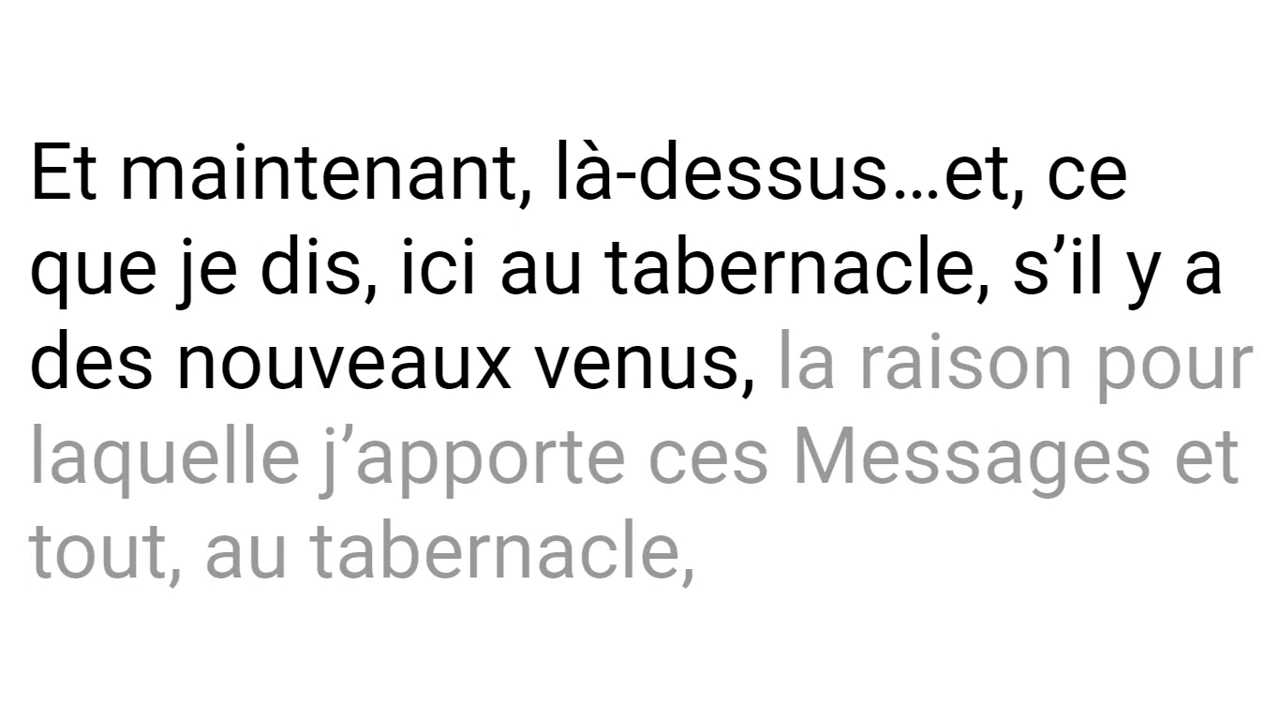 Et maintenant, là-dessus…et, ce
que je dis, ici au tabernacle, s’il y a
des nouveaux venus, la raison pour
laquelle j’apporte ces Messages et
tout, au tabernacle,